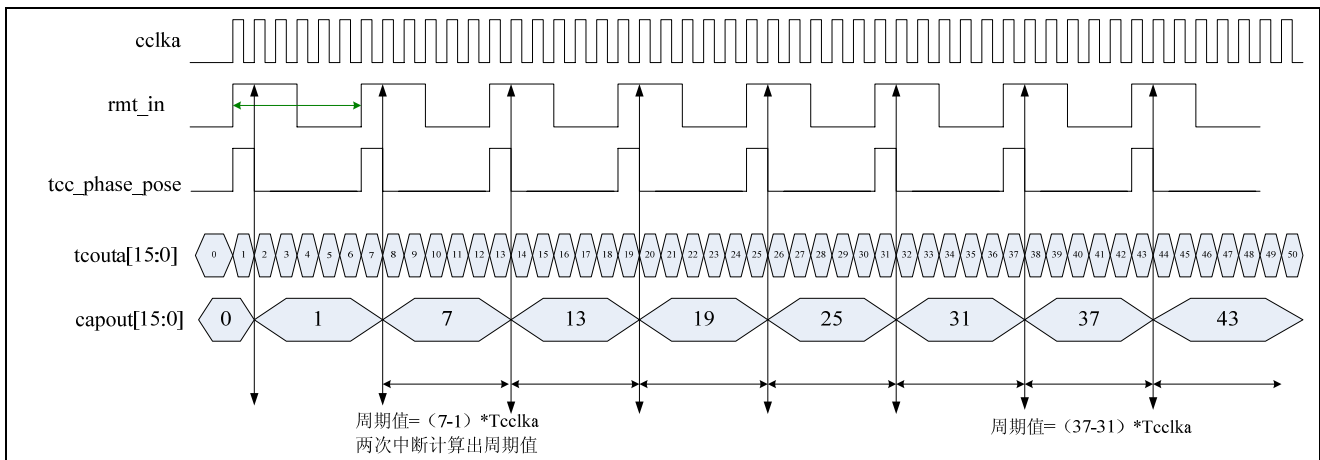 cclka
rmt_in
tcc_phase_pose
tcouta[15:0] 0 1 2 3 4 5 6 7 8 9 10 11 12 13 14 15 16 17 18 19 20 21 22 23 24 25 26 27 28 29 30 31 32 33 34 35 36 37 38 39 40 41 42 43 44 45 46 47 48 49 50
capout[15:0] 0 1 7 13 19 25 31 37 43
周期值=（7-1）*Tcclka
两次中断计算出周期值
周期值=（37-31）*Tcclka